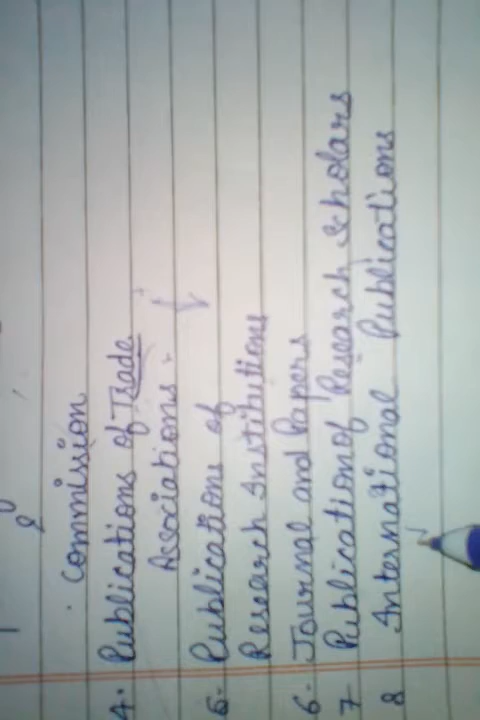 Commission
4. Publications of Trade
Associations.
5. Publications of
Research Institutions
6. Journal and Papers
7 Publication of Research Scholars
8 International Publications